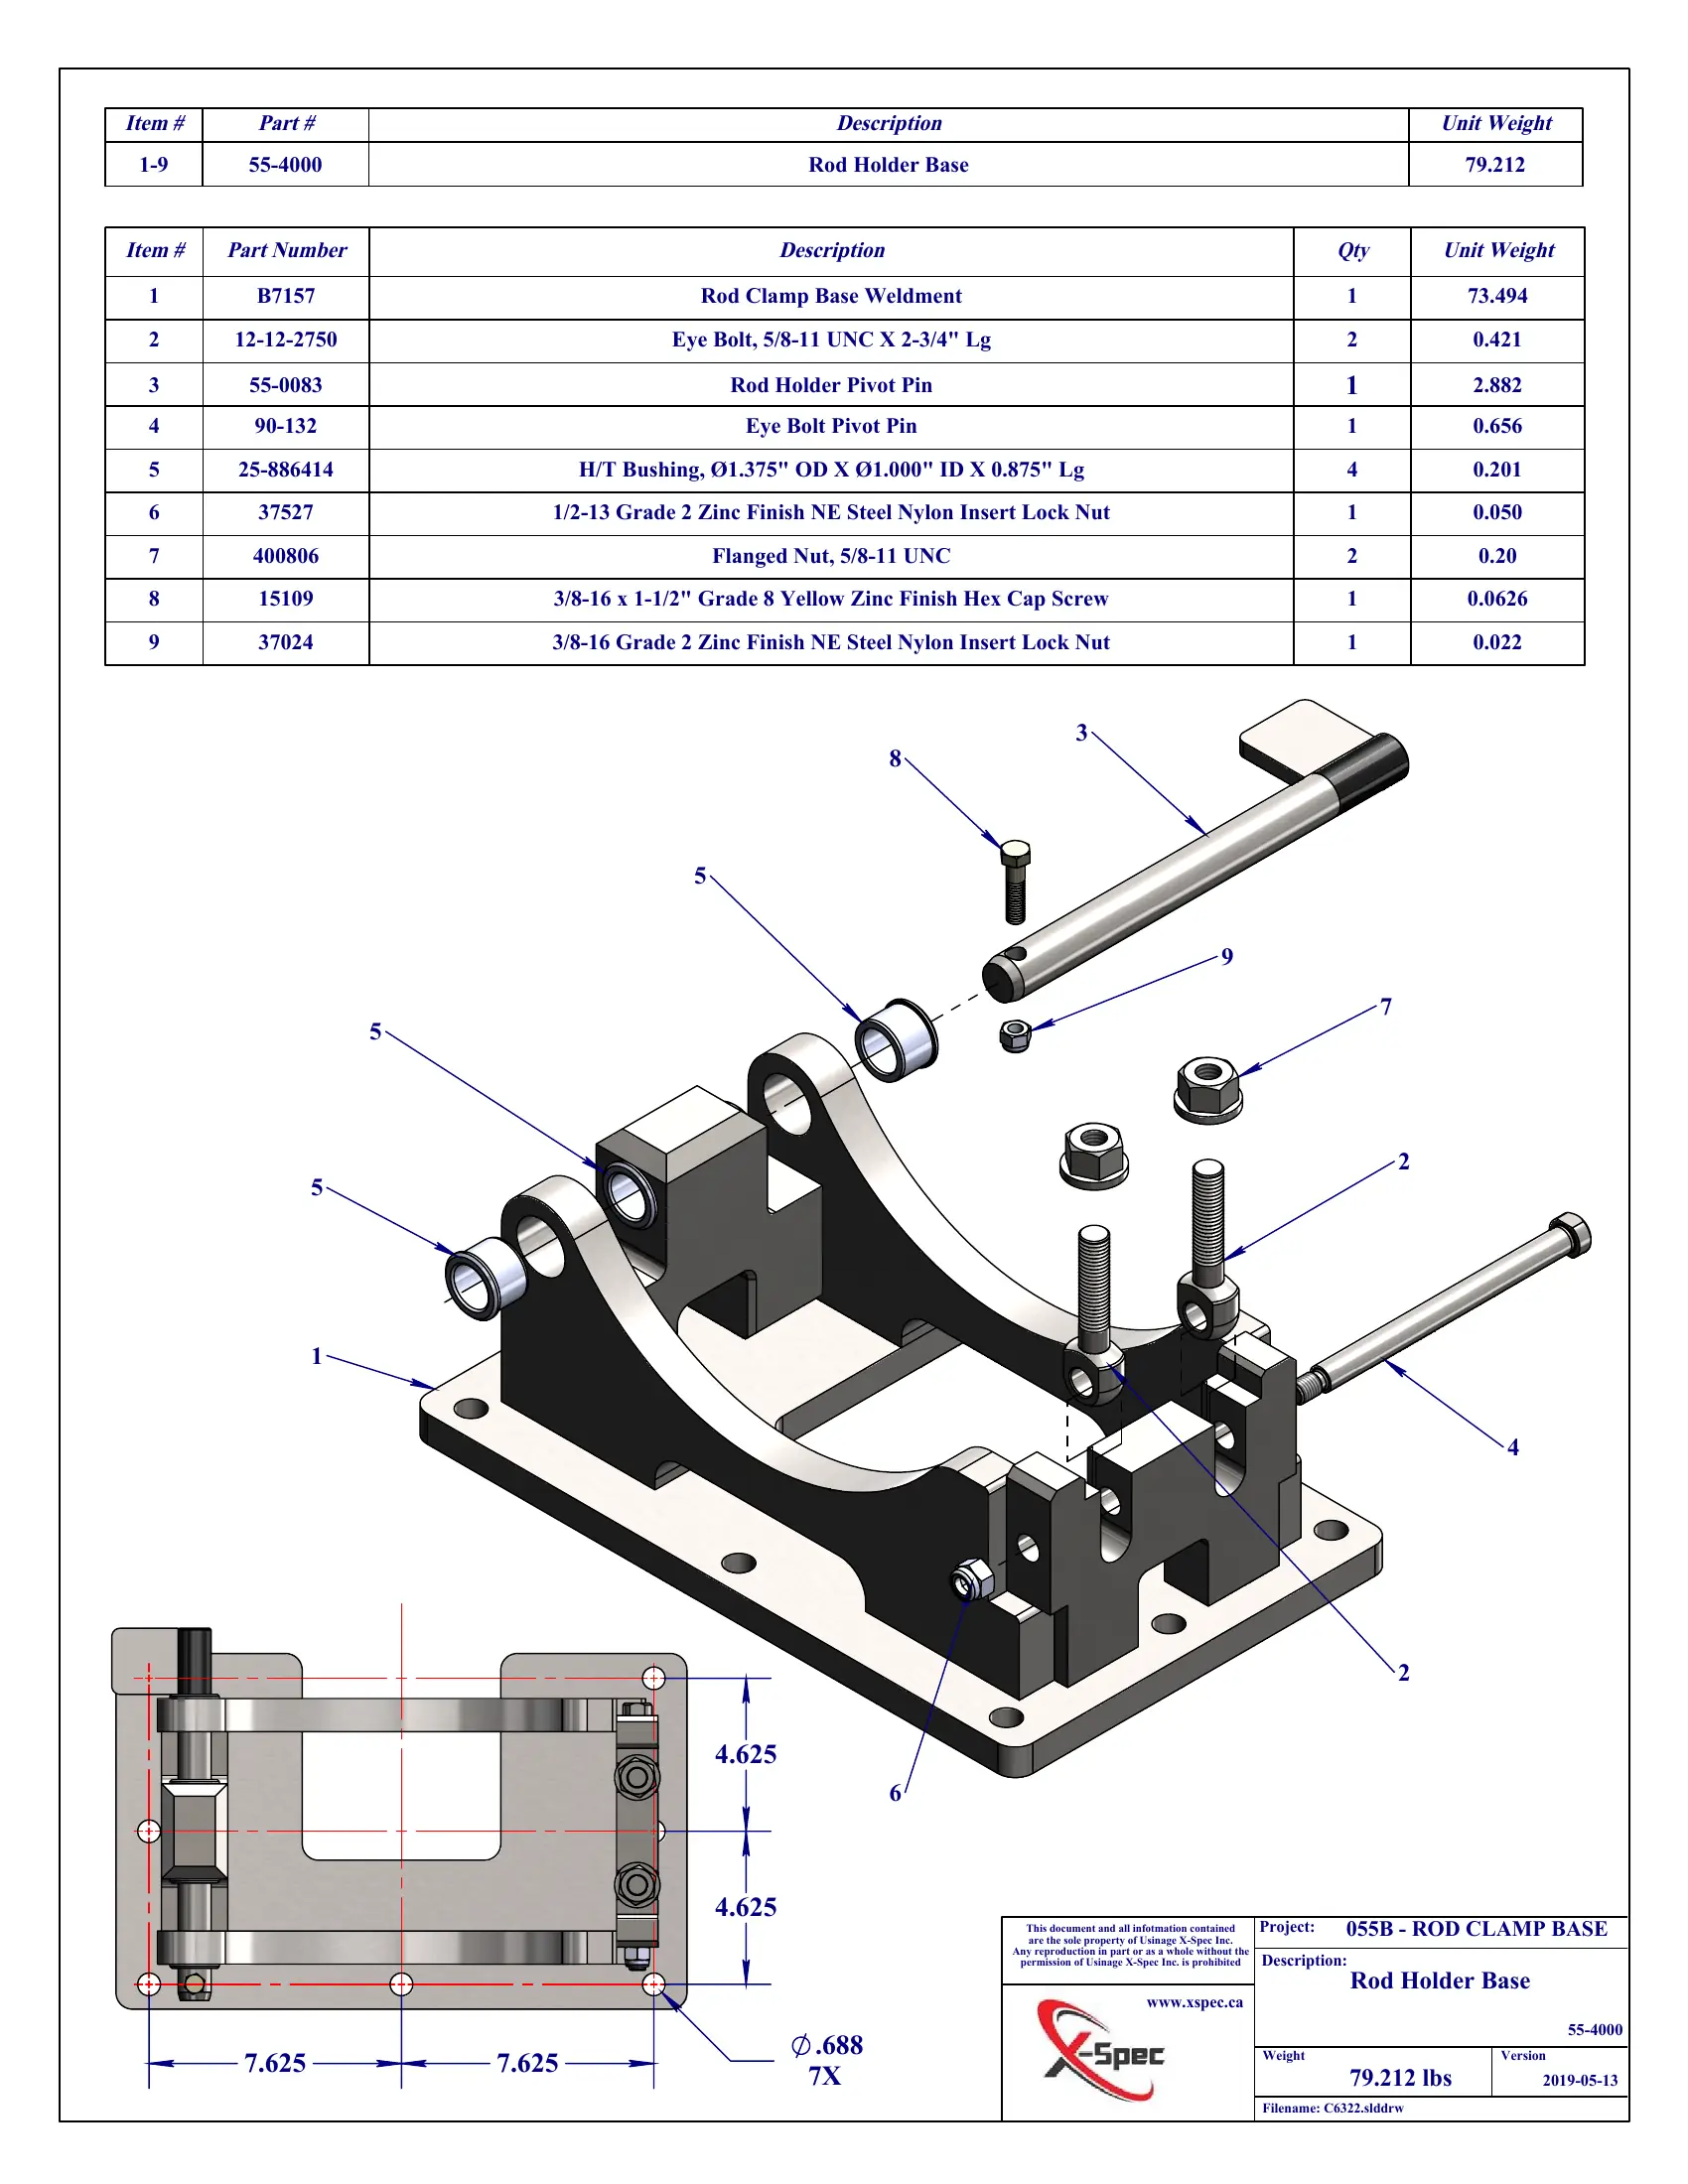 Item # Part # Description Unit Weight
1-9 55-4000 Rod Holder Base 79.212
Item # Part Number Description Qty Unit Weight
1 B7157 Rod Clamp Base Weldment 1 73.494
2 12-12-2750 Eye Bolt, 5/8-11 UNC X 2-3/4" Lg 2 0.421
3 55-0083 Rod Holder Pivot Pin 1 2.882
4 90-132 Eye Bolt Pivot Pin 1 0.656
5 25-886414 H/T Bushing, Ø1.375" OD X Ø1.000" ID X 0.875" Lg 4 0.201
6 37527 1/2-13 Grade 2 Zinc Finish NE Steel Nylon Insert Lock Nut 1 0.050
7 400806 Flanged Nut, 5/8-11 UNC 2 0.20
8 15109 3/8-16 x 1-1/2" Grade 8 Yellow Zinc Finish Hex Cap Screw 1 0.0626
9 37024 3/8-16 Grade 2 Zinc Finish NE Steel Nylon Insert Lock Nut 1 0.022
3
8
5
9
7
5
2
5
1
4
2
6
4.625
4.625
7.625 7.625
Ø.688
7X
This document and all infotmation contained
are the sole property of Usinage X-Spec Inc.
Any reproduction in part or as a whole without the
permission of Usinage X-Spec Inc. is prohibited
www.xspec.ca
X-Spec
Project: 055B - ROD CLAMP BASE
Description:
Rod Holder Base
55-4000
Weight Version
79.212 lbs 2019-05-13
Filename: C6322.slddrw